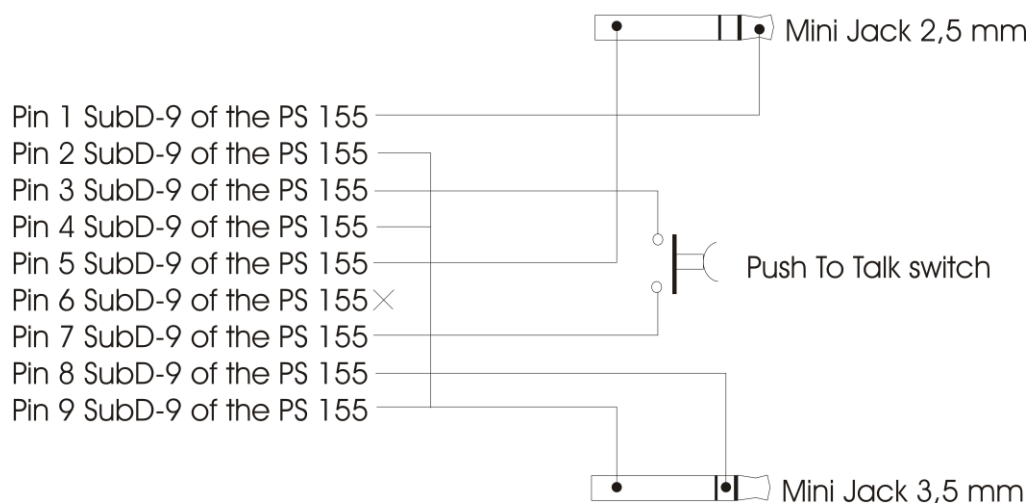 Mini Jack 2,5 mm
Pin 1 SubD-9 of the PS 155
Pin 2 SubD-9 of the PS 155
Pin 3 SubD-9 of the PS 155
Pin 4 SubD-9 of the PS 155
Pin 5 SubD-9 of the PS 155
Push To Talk switch
Pin 6 SubD-9 of the PS 155
Pin 7 SubD-9 of the PS 155
Pin 8 SubD-9 of the PS 155
Pin 9 SubD-9 of the PS 155
Mini Jack 3,5 mm